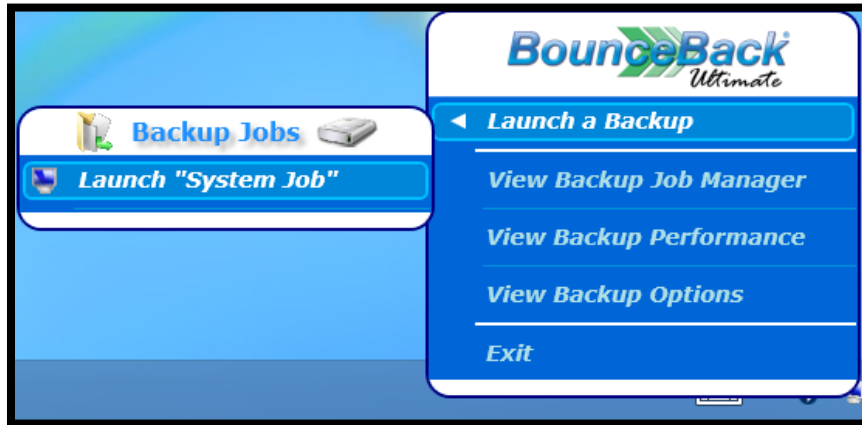 BounceBack
Ultimate
Launch a Backup
View Backup Job Manager
View Backup Performance
View Backup Options
Exit
Backup Jobs
Launch "System Job"